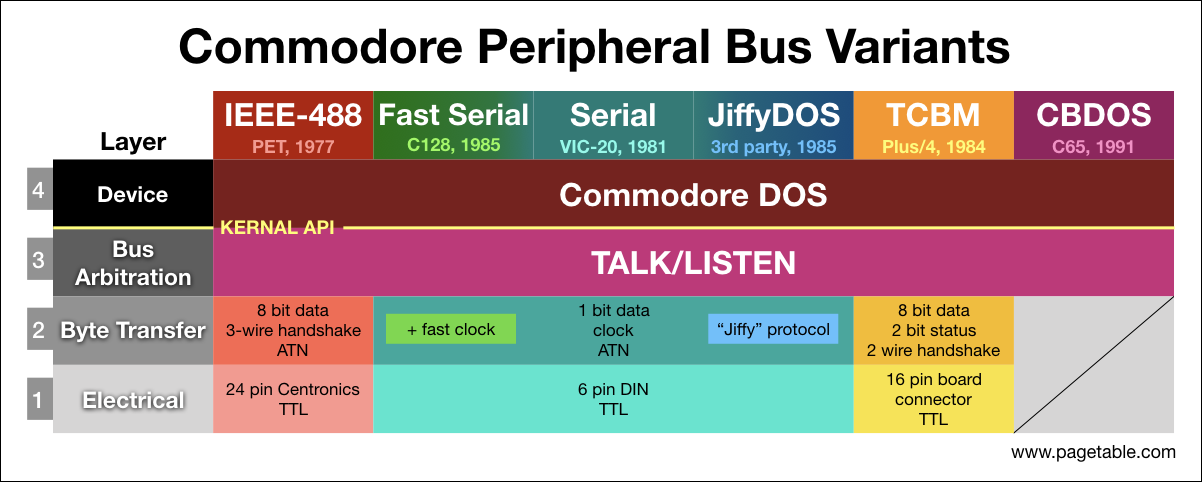 Commodore Peripheral Bus Variants
Layer
IEEE-488
PET, 1977
Fast Serial
C128, 1985
Serial
VIC-20, 1981
JiffyDOS
3rd party, 1985
TCBM
Plus/4, 1984
CBDOS
C65, 1991
4
Device
Commodore DOS
KERNAL API
3
Bus
Arbitration
TALK/LISTEN
2
Byte Transfer
8 bit data
3-wire handshake
ATN
+ fast clock
1 bit data
clock
ATN
“Jiffy” protocol
8 bit data
2 bit status
2 wire handshake
1
Electrical
24 pin Centronics
TTL
6 pin DIN
TTL
16 pin board
connector
TTL
www.pagetable.com